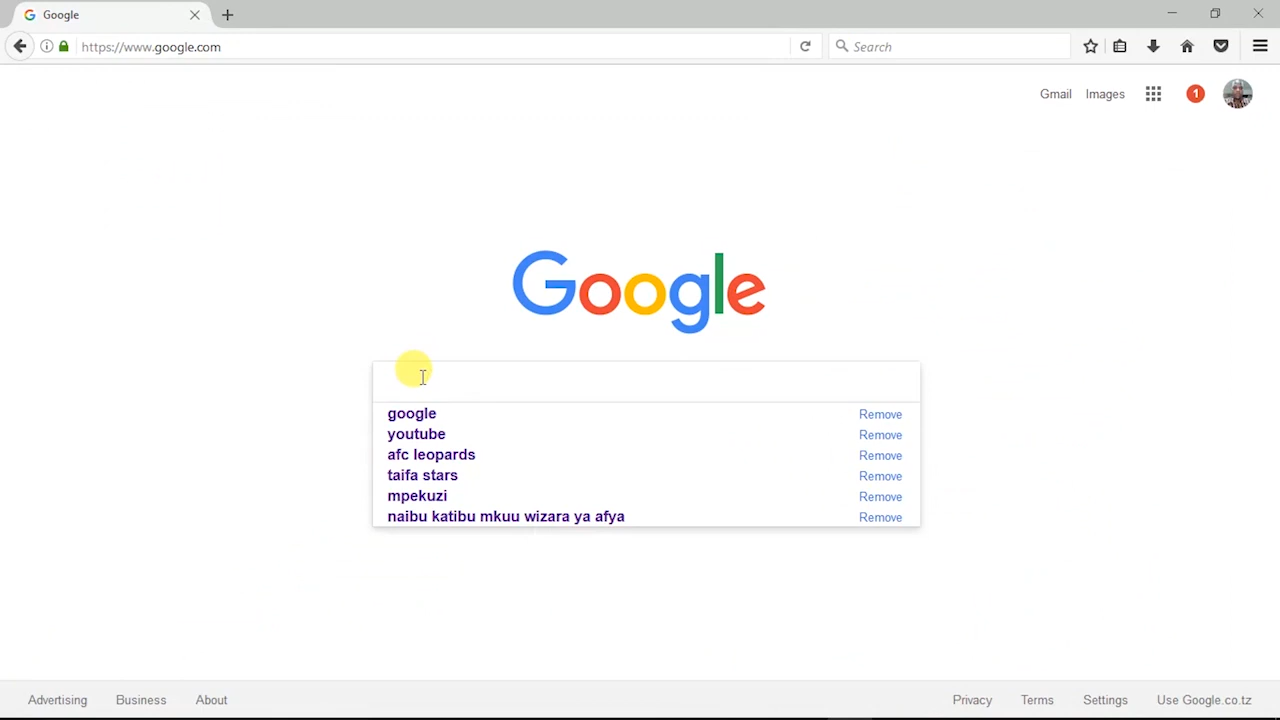 Google
https://www.google.com
Search
Gmail Images 1
Google
google Remove
youtube Remove
afc leopards Remove
taifa stars Remove
mpekuzi Remove
naibu katibu mkuu wizara ya afya Remove
Advertising Business About Privacy Terms Settings Use Google.co.tz